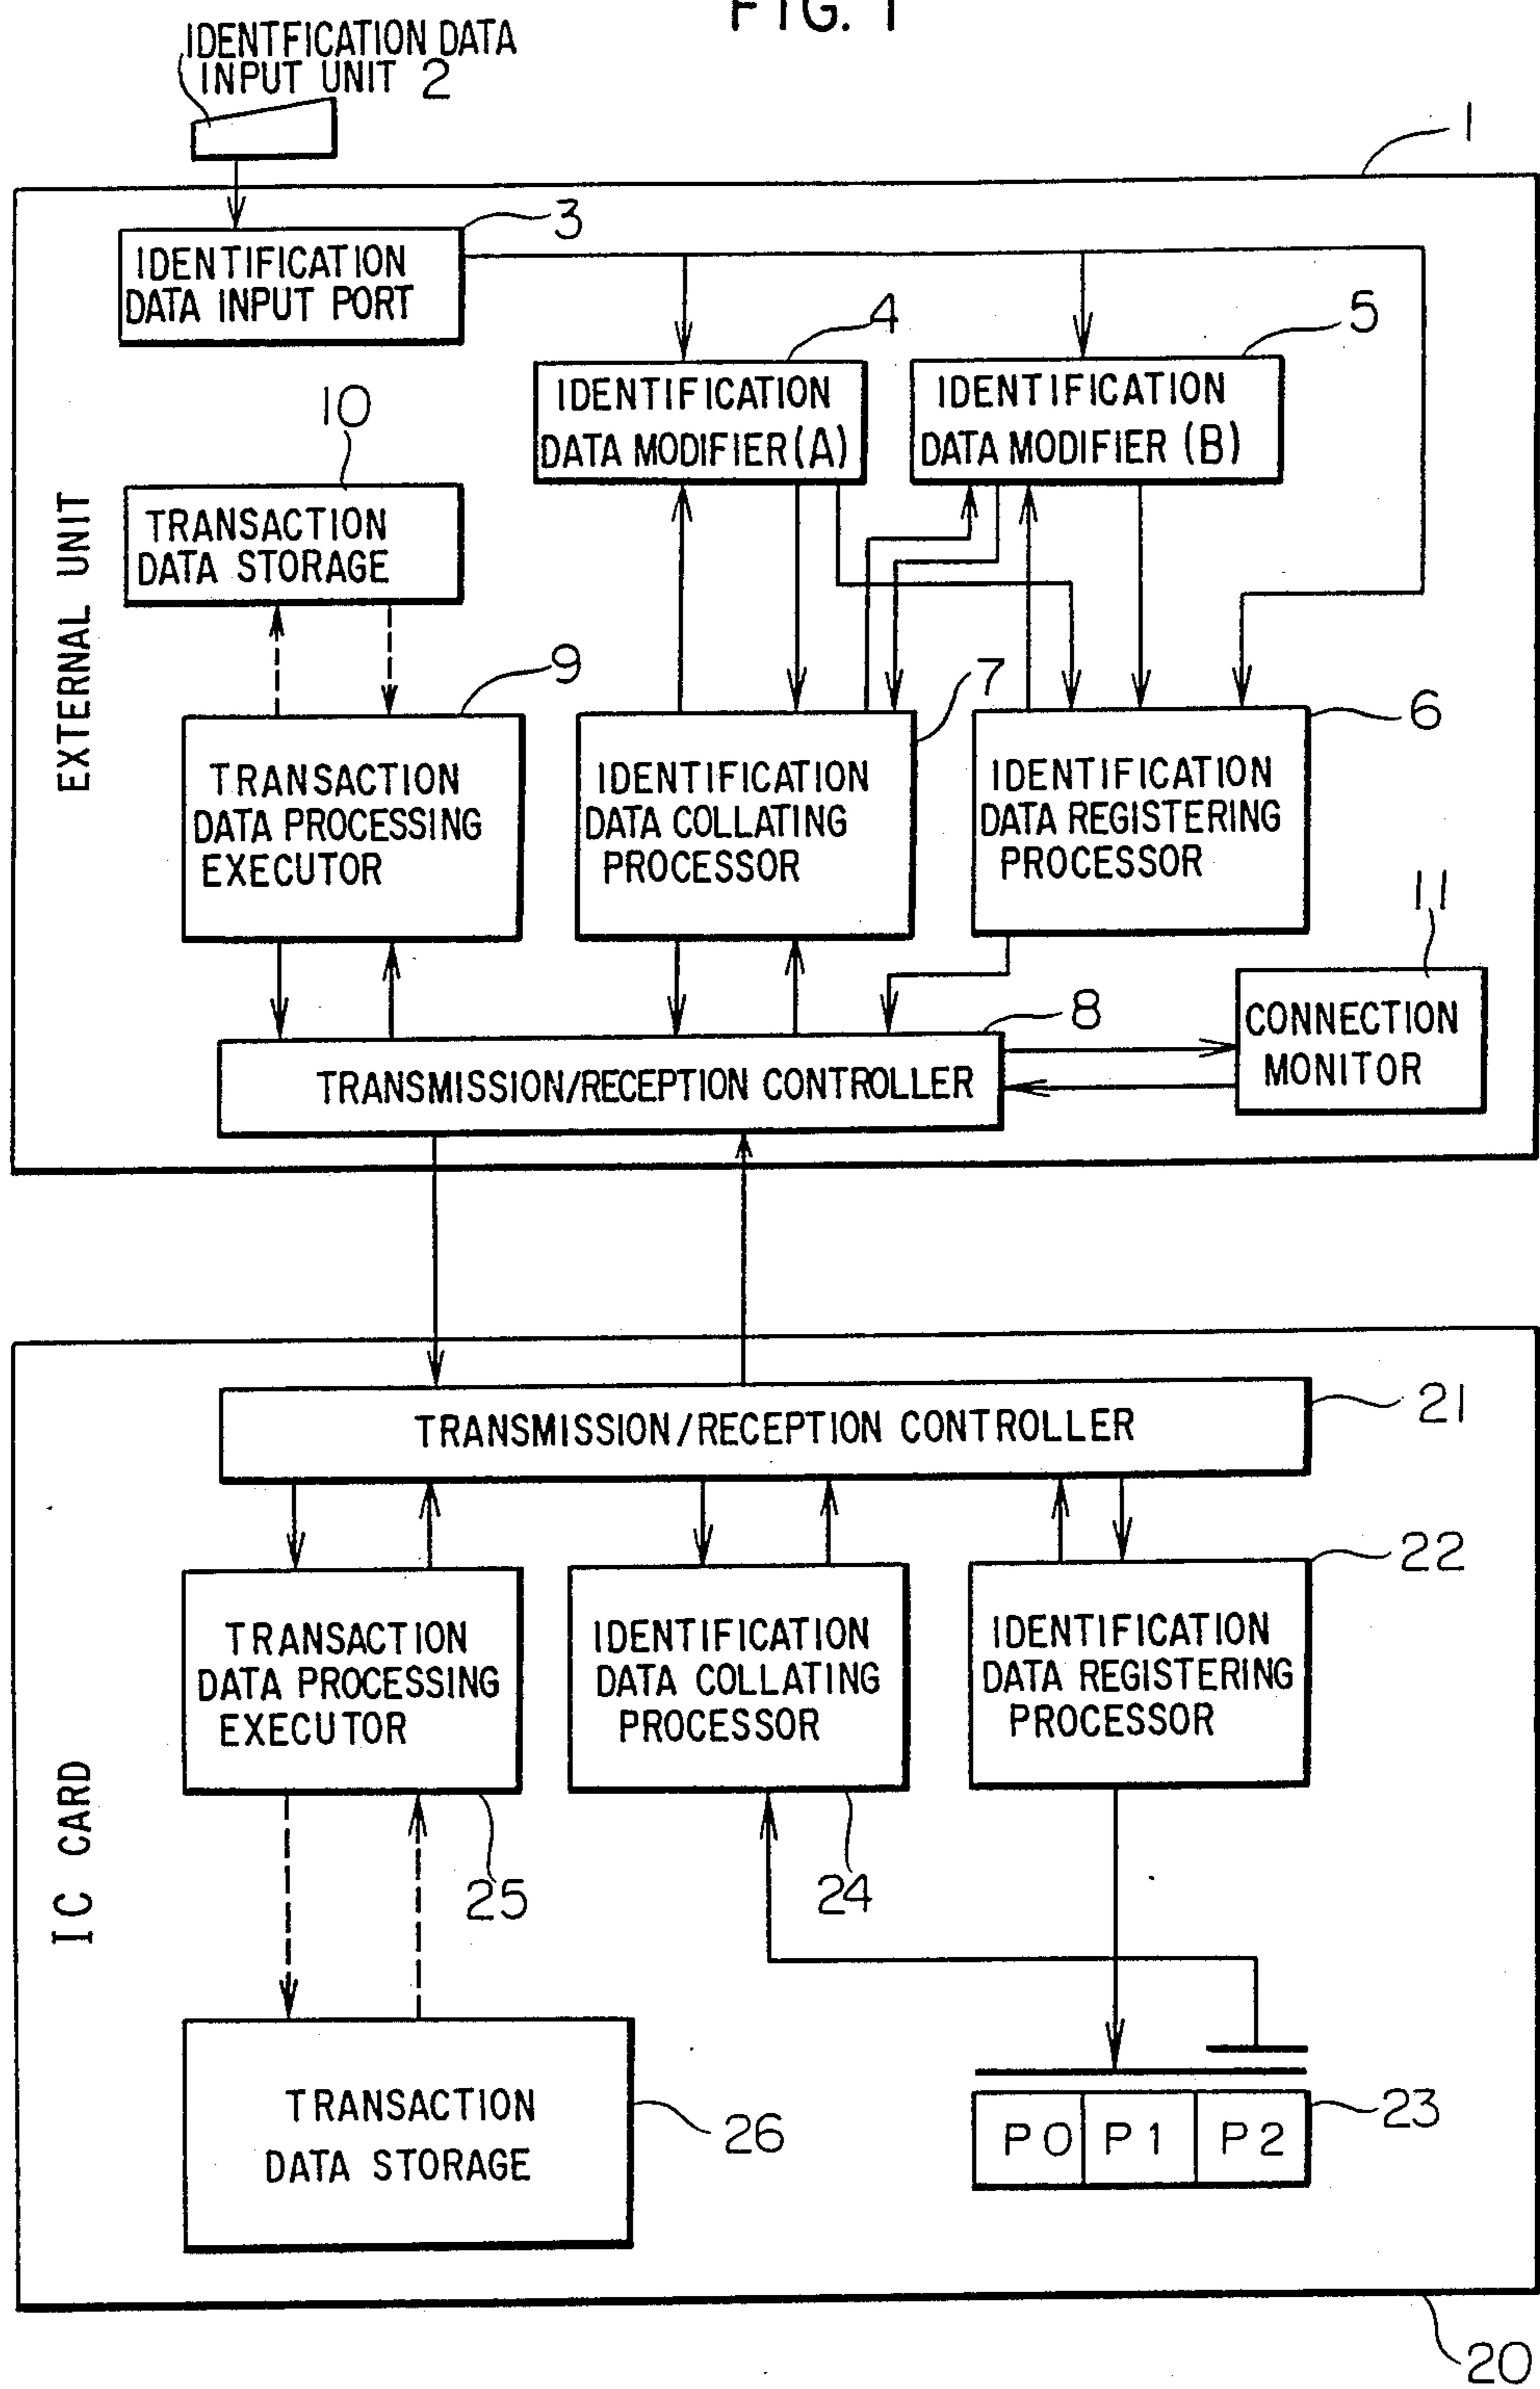 FIG. 1
IDENTFICATION DATA
INPUT UNIT 2
1
3
IDENTIFICATION
DATA INPUT PORT
4
5
IDENTIFICATION
DATA MODIFIER (A)
IDENTIFICATION
DATA MODIFIER (B)
10
TRANSACTION
DATA STORAGE
EXTERNAL UNIT
9
7
6
TRANSACTION
DATA PROCESSING
EXECUTOR
IDENTIFICATION
DATA COLLATING
PROCESSOR
IDENTIFICATION
DATA REGISTERING
PROCESSOR
11
8
CONNECTION
MONITOR
TRANSMISSION/RECEPTION CONTROLLER
TRANSMISSION/RECEPTION CONTROLLER
21
22
TRANSACTION
DATA PROCESSING
EXECUTOR
IDENTIFICATION
DATA COLLATING
PROCESSOR
IDENTIFICATION
DATA REGISTERING
PROCESSOR
IC CARD
25
24
TRANSACTION
DATA STORAGE
26
P0 P1 P2
23
20